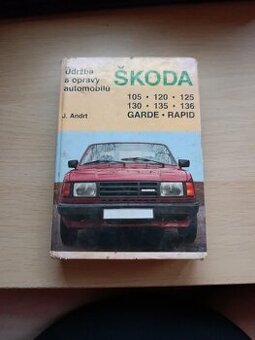 Údržba
a opravy
automobilů
ŠKODA
105 • 120 • 125
130 • 135 • 136
GARDE • RAPID
J. Andrt